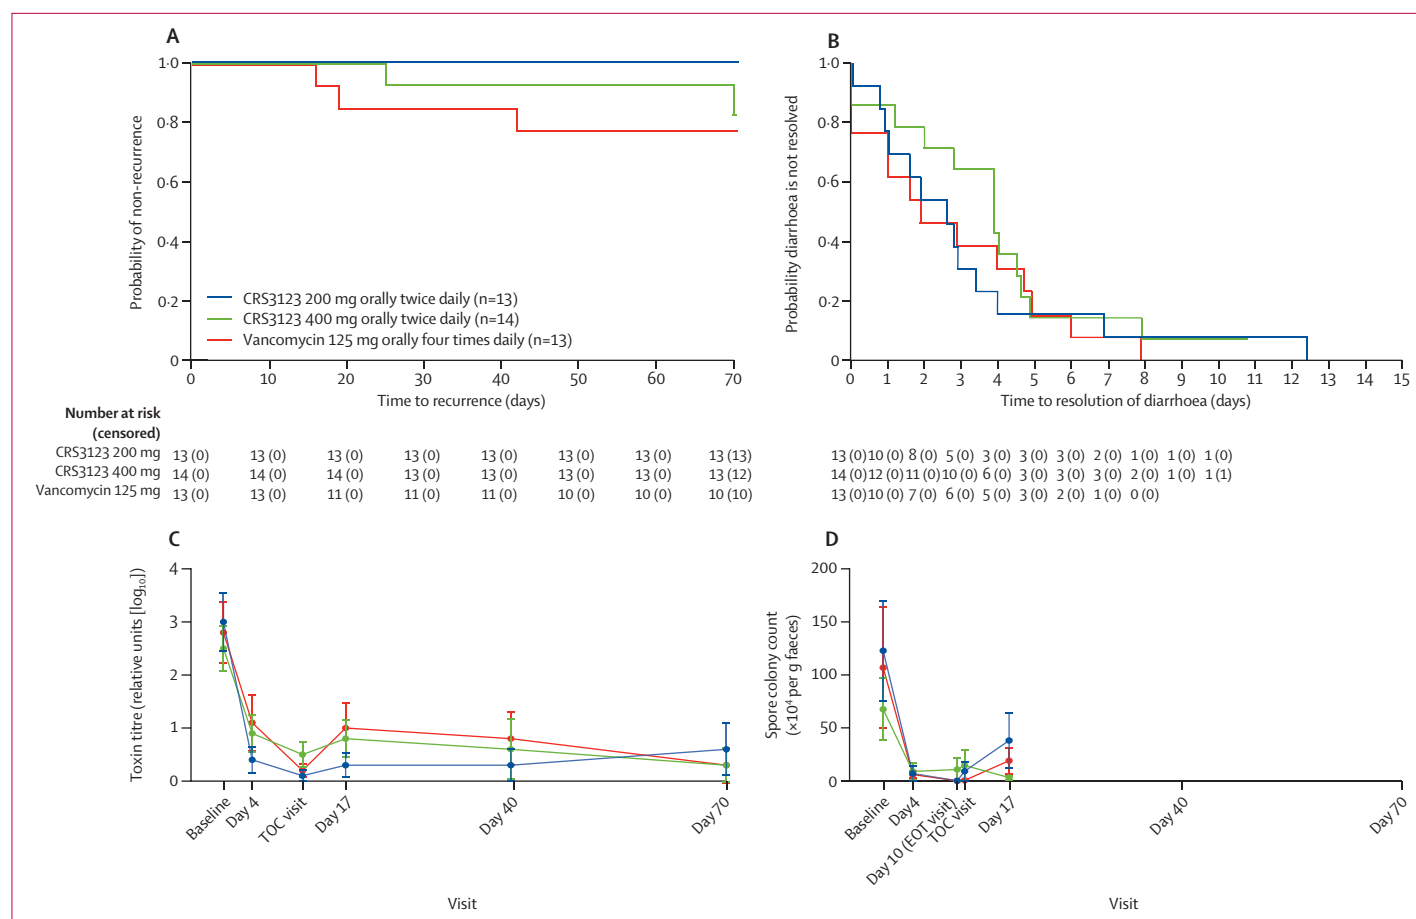 A
1·0
0·8
0·6
0·4
0·2
0
Probability of non-recurrence
CRS3123 200 mg orally twice daily (n=13)
CRS3123 400 mg orally twice daily (n=14)
Vancomycin 125 mg orally four times daily (n=13)
0 10 20 30 40 50 60 70
Time to recurrence (days)
B
1·0
0·8
0·6
0·4
0·2
0
Probability diarrhoea is not resolved
0 1 2 3 4 5 6 7 8 9 10 11 12 13 14 15
Time to resolution of diarrhoea (days)
Number at risk
(censored)
CRS3123 200 mg 13 (0) 13 (0) 13 (0) 13 (0) 13 (0) 13 (0) 13 (0) 13 (13) 13 (0) 10 (0) 8 (0) 5 (0) 3 (0) 3 (0) 3 (0) 2 (0) 1 (0) 1 (0) 1 (0)
CRS3123 400 mg 14 (0) 14 (0) 14 (0) 13 (0) 13 (0) 13 (0) 13 (0) 13 (12) 14 (0) 12 (0) 11 (0) 10 (0) 6 (0) 3 (0) 3 (0) 3 (0) 2 (0) 1 (0) 1 (1)
Vancomycin 125 mg 13 (0) 13 (0) 11 (0) 11 (0) 11 (0) 10 (0) 10 (0) 10 (10) 13 (0) 10 (0) 7 (0) 6 (0) 5 (0) 3 (0) 2 (0) 1 (0) 0 (0)
C
4
3
2
1
0
Toxin titre (relative units [log10])
Baseline
Day 4
TOC visit
Day 17
Day 40
Day 70
Visit
D
200
150
100
50
0
Spore colony count
(×10⁴ per g faeces)
Baseline
Day 4
Day 10 (EOT visit)
TOC visit
Day 17
Day 40
Day 70
Visit